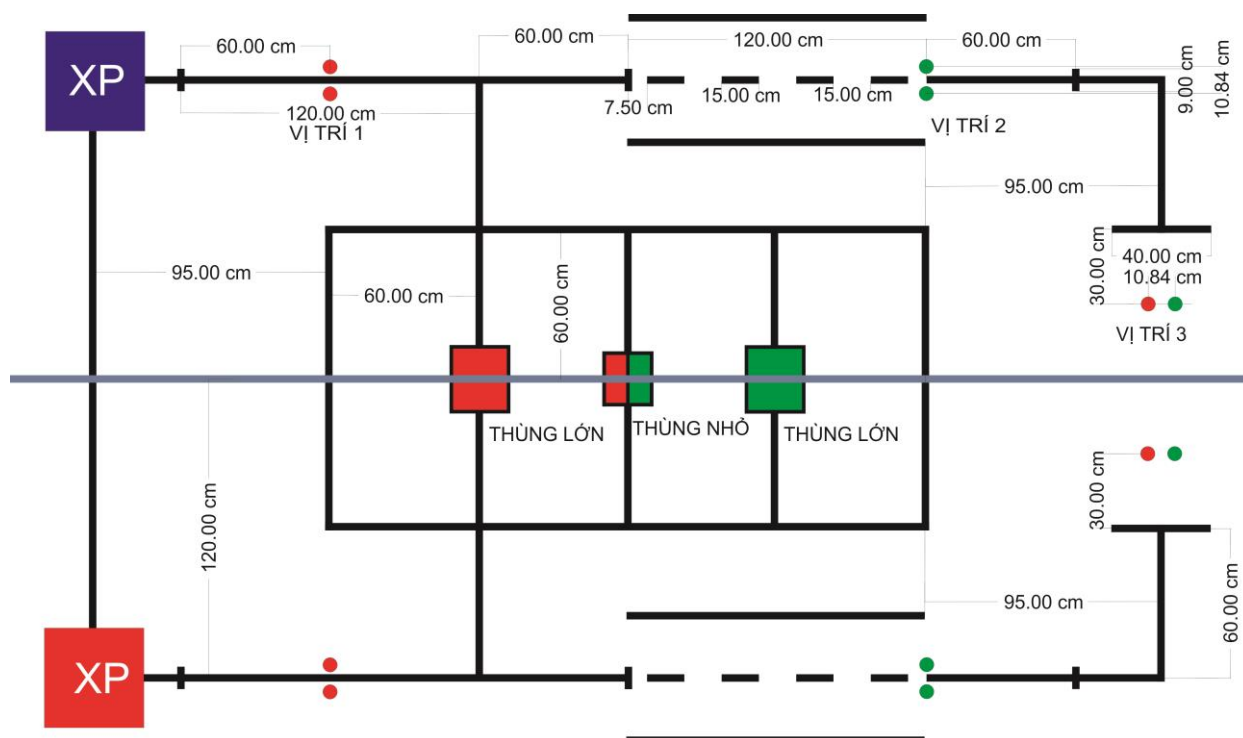 60.00 cm
60.00 cm
120.00 cm
60.00 cm
XP
9.00 cm
10.84 cm
120.00 cm
7.50 cm
15.00 cm
15.00 cm
VỊ TRÍ 1
VỊ TRÍ 2
95.00 cm
95.00 cm
60.00 cm
60.00 cm
30.00 cm
40.00 cm
10.84 cm
VỊ TRÍ 3
THÙNG LỚN
THÙNG NHỎ
THÙNG LỚN
120.00 cm
30.00 cm
95.00 cm
60.00 cm
XP